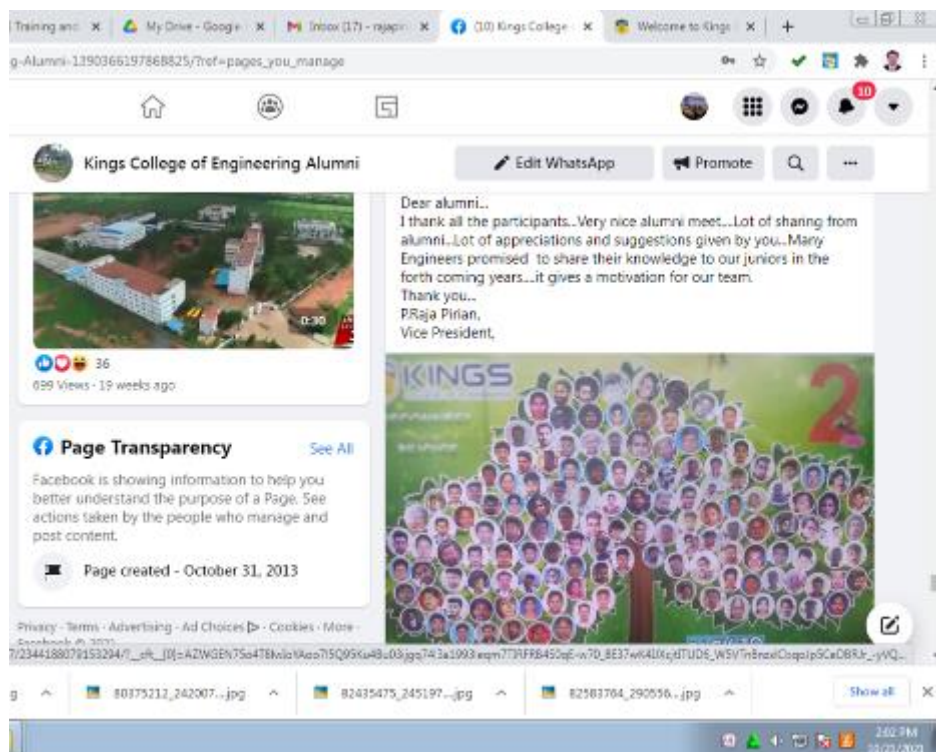 Training and
My Drive - Google
Inbox (17) - rajapiri
(10) Kings College
Welcome to Kings
g-Alumni-1390366197868825/?ref=pages_you_manage
10
Kings College of Engineering Alumni
Edit WhatsApp
Promote
Dear alumni...
I thank all the participants...Very nice alumni meet....Lot of sharing from
alumni...Lot of appreciations and suggestions given by you...Many
Engineers promised to share their knowledge to our juniors in the
forth coming years....it gives a motivation for our team.
Thank you...
P.Raja Pirian,
Vice President,
0:30
36
699 Views · 19 weeks ago
KINGS
2
Page Transparency
See All
Facebook is showing information to help you
better understand the purpose of a Page. See
actions taken by the people who manage and
post content.
Page created - October 31, 2013
Privacy · Terms · Advertising · Ad Choices · Cookies · More ·
Facebook © 2021
80375212_242007...jpg
82435475_245197...jpg
82583764_290556...jpg
Show all
2:02 PM